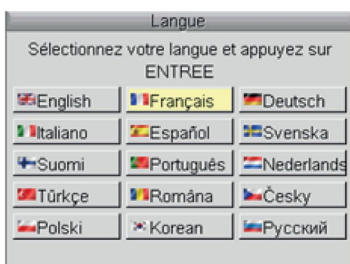 Langue
Sélectionnez votre langue et appuyez sur
ENTREE
English Français Deutsch
Italiano Español Svenska
Suomi Português Nederlands
Türkçe Româna Česky
Polski Korean Русский